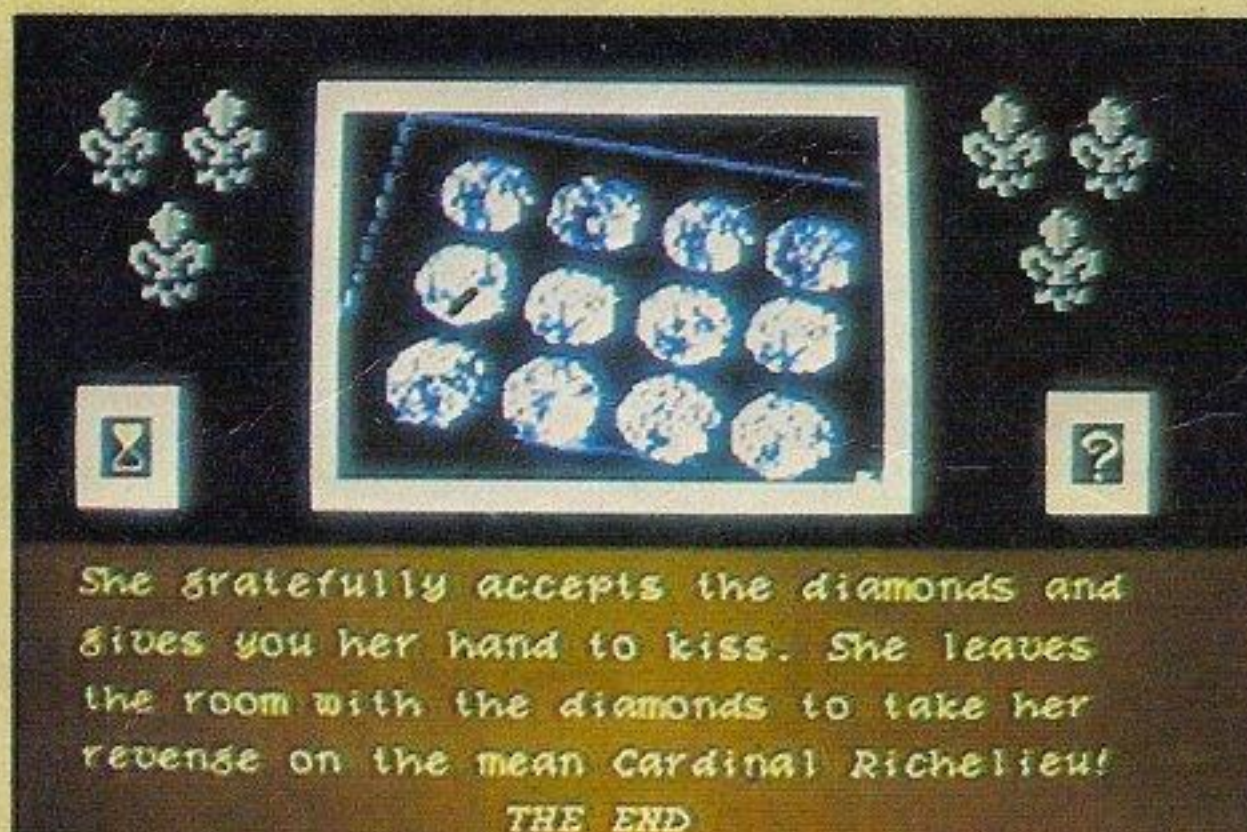 ?
She gratefully accepts the diamonds and
gives you her hand to kiss. She leaves
the room with the diamonds to take her
revenge on the mean Cardinal Richelieu!
THE END